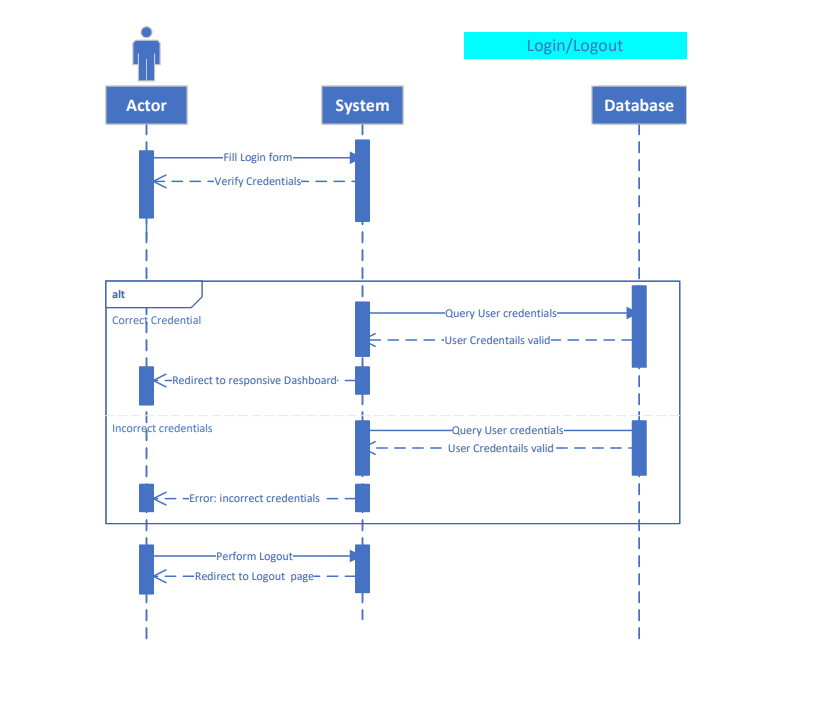 Login/Logout
Actor
System
Database
Fill Login form
Verify Credentials
alt
Correct Credential
Query User credentials
User Credentails valid
Redirect to responsive Dashboard
Incorrect credentials
Query User credentials
User Credentails valid
Error: incorrect credentials
Perform Logout
Redirect to Logout page